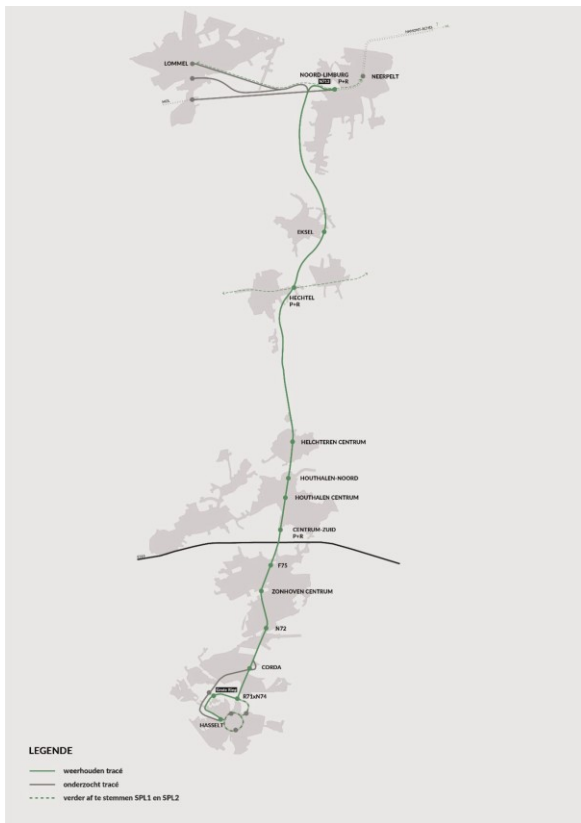 LOMMEL
NOORD-LIMBURG
P+R
NEERPELT
EKSEL
HECHTEL
P+R
HELCHTEREN CENTRUM
HOUTHALEN-NOORD
HOUTHALEN CENTRUM
CENTRUM-ZUID
P+R
F75
ZONHOVEN CENTRUM
N72
CORDA
R71xN74
HASSELT
LEGENDE
weerhouden tracé
onderzocht tracé
verder af te stemmen SPL1 en SPL2